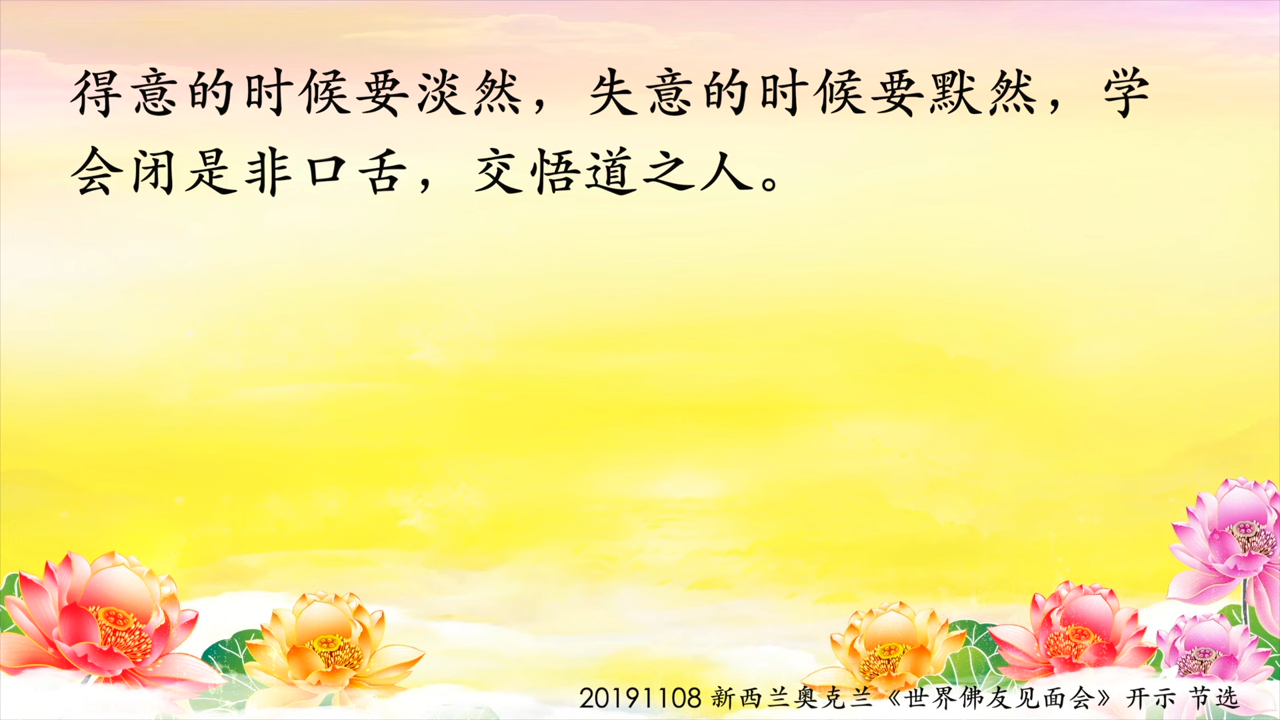 得意的时候要淡然，失意的时候要默然，学
会闭是非口舌，交悟道之人。
20191108 新西兰奥克兰《世界佛友见面会》开示 节选